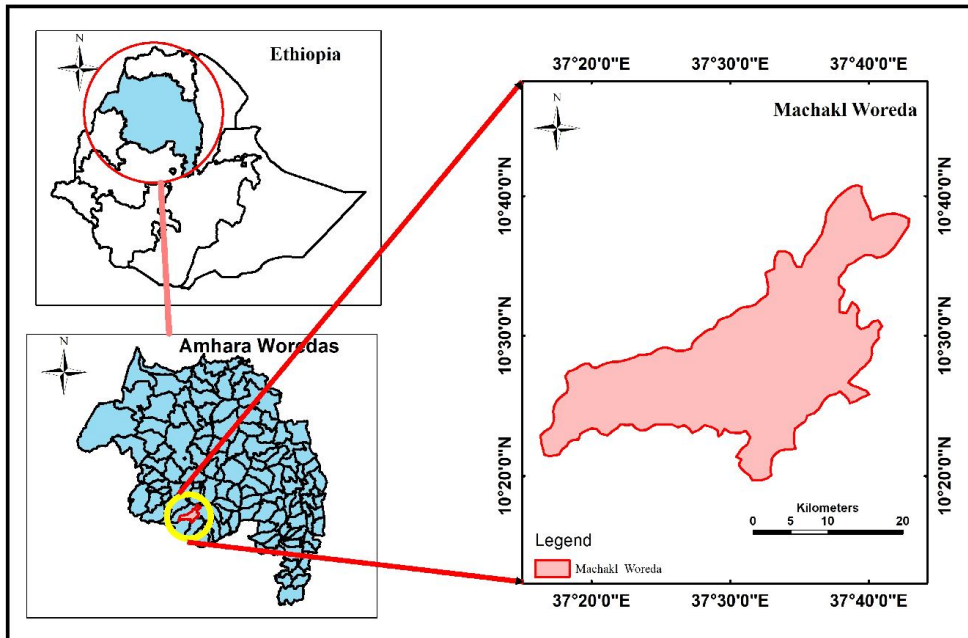 N
Ethiopia
N
Amhara Woredas
37°20'0"E 37°30'0"E 37°40'0"E
N
Machakl Woreda
10°40'0"N 10°40'0"N
10°30'0"N 10°30'0"N
10°20'0"N 10°20'0"N
Kilometers
0 5 10 20
Legend
Machakl Woreda
37°20'0"E 37°30'0"E 37°40'0"E